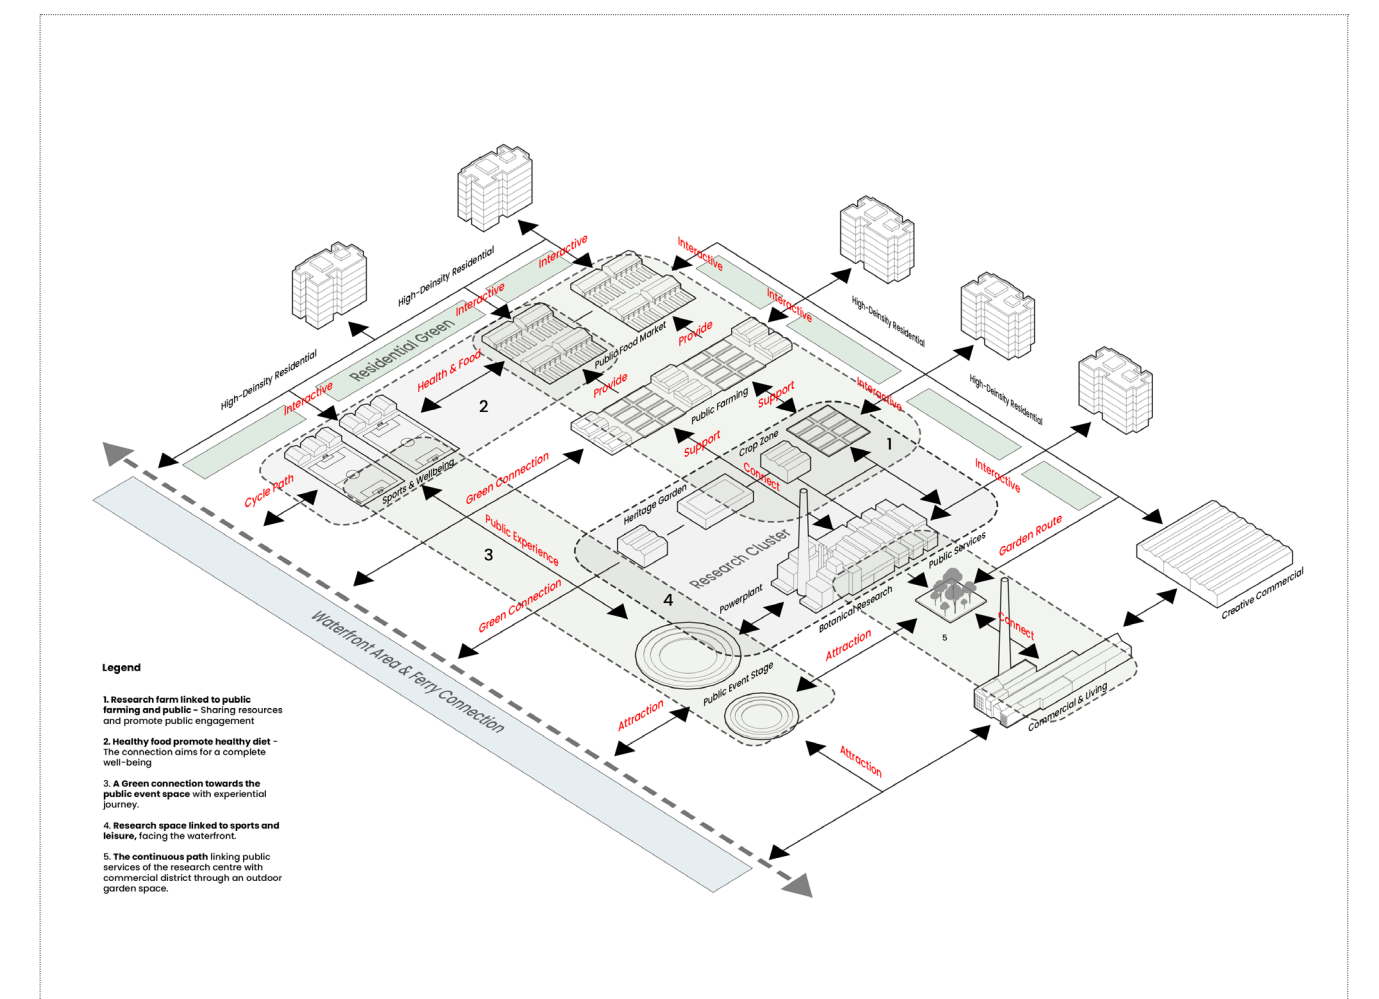 Interactive
Interactive
High-Deinsity Residential
Interactive
Interactive
High-Deinsity Residential
Residential Green
Public Food Market
Provide
High-Deinsity Residential
Health & Food
Provide
Interactive
High-Deinsity Residential
Interactive
2
Public Farming
Support
Support
Crop Zone
1
Sports & Wellbeing
Green Connection
Connect
Interactive
Cycle Path
Heritage Garden
Public Experience
Garden Route
3
Research Cluster
Public Services
Green Connection
4
Powerplant
Botanical Research
Creative Commercial
Connect
5
Attraction
Waterfront Area & Ferry Connection
Public Event Stage
Commercial & Living
Attraction
Attraction
Legend
1. Research farm linked to public
farming and public - Sharing resources
and promote public engagement
2. Healthy food promote healthy diet -
The connection aims for a complete
well-being
3. A Green connection towards the
public event space with experiential
journey.
4. Research space linked to sports and
leisure, facing the waterfront.
5. The continuous path linking public
services of the research centre with
commercial district through an outdoor
garden space.